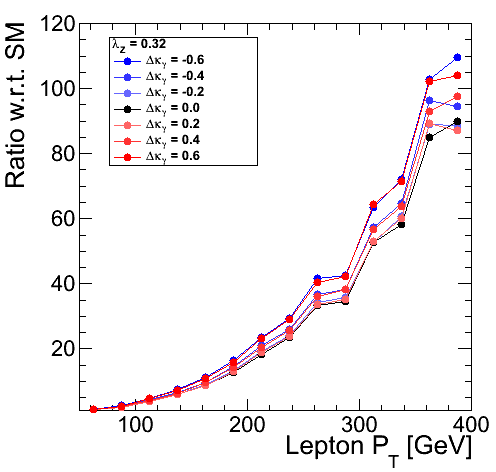 Ratio w.r.t. SM
120
100
80
60
40
20
λZ = 0.32
Δκγ = -0.6
Δκγ = -0.4
Δκγ = -0.2
Δκγ = 0.0
Δκγ = 0.2
Δκγ = 0.4
Δκγ = 0.6
100 200 300 400
Lepton PT [GeV]